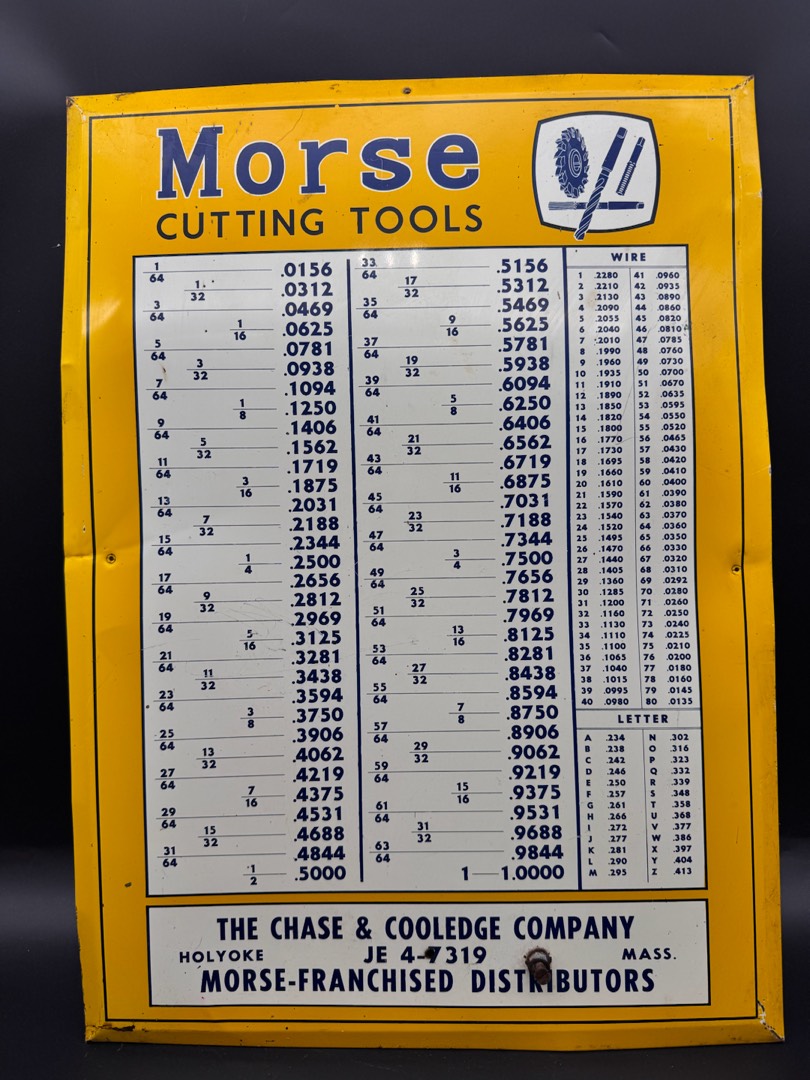 Morse
CUTTING TOOLS
1/64 .0156
1/32 .0312
3/64 .0469
1/16 .0625
5/64 .0781
3/32 .0938
7/64 .1094
1/8 .1250
9/64 .1406
5/32 .1562
11/64 .1719
3/16 .1875
13/64 .2031
7/32 .2188
15/64 .2344
1/4 .2500
17/64 .2656
9/32 .2812
19/64 .2969
5/16 .3125
21/64 .3281
11/32 .3438
23/64 .3594
3/8 .3750
25/64 .3906
13/32 .4062
27/64 .4219
7/16 .4375
29/64 .4531
15/32 .4688
31/64 .4844
1/2 .5000
33/64 .5156
17/32 .5312
35/64 .5469
9/16 .5625
37/64 .5781
19/32 .5938
39/64 .6094
5/8 .6250
41/64 .6406
21/32 .6562
43/64 .6719
11/16 .6875
45/64 .7031
23/32 .7188
47/64 .7344
3/4 .7500
49/64 .7656
25/32 .7812
51/64 .7969
13/16 .8125
53/64 .8281
27/32 .8438
55/64 .8594
7/8 .8750
57/64 .8906
29/32 .9062
59/64 .9219
15/16 .9375
61/64 .9531
31/32 .9688
63/64 .9844
1 1.0000
WIRE
1 .2280 41 .0960
2 .2210 42 .0935
3 .2130 43 .0890
4 .2090 44 .0860
5 .2055 45 .0820
6 .2040 46 .0810
7 .2010 47 .0785
8 .1990 48 .0760
9 .1960 49 .0730
10 .1935 50 .0700
11 .1910 51 .0670
12 .1890 52 .0635
13 .1850 53 .0595
14 .1820 54 .0550
15 .1800 55 .0520
16 .1770 56 .0465
17 .1730 57 .0430
18 .1695 58 .0420
19 .1660 59 .0410
20 .1610 60 .0400
21 .1590 61 .0390
22 .1570 62 .0380
23 .1540 63 .0370
24 .1520 64 .0360
25 .1495 65 .0350
26 .1470 66 .0330
27 .1440 67 .0320
28 .1405 68 .0310
29 .1360 69 .0292
30 .1285 70 .0280
31 .1200 71 .0260
32 .1160 72 .0250
33 .1130 73 .0240
34 .1110 74 .0225
35 .1100 75 .0210
36 .1065 76 .0200
37 .1040 77 .0180
38 .1015 78 .0160
39 .0995 79 .0145
40 .0980 80 .0135
LETTER
A .234 N .302
B .238 O .316
C .242 P .323
D .246 Q .332
E .250 R .339
F .257 S .348
G .261 T .358
H .266 U .368
I .272 V .377
J .277 W .386
K .281 X .397
L .290 Y .404
M .295 Z .413
THE CHASE & COOLEDGE COMPANY
HOLYOKE JE 4-7319 MASS.
MORSE-FRANCHISED DISTRIBUTORS